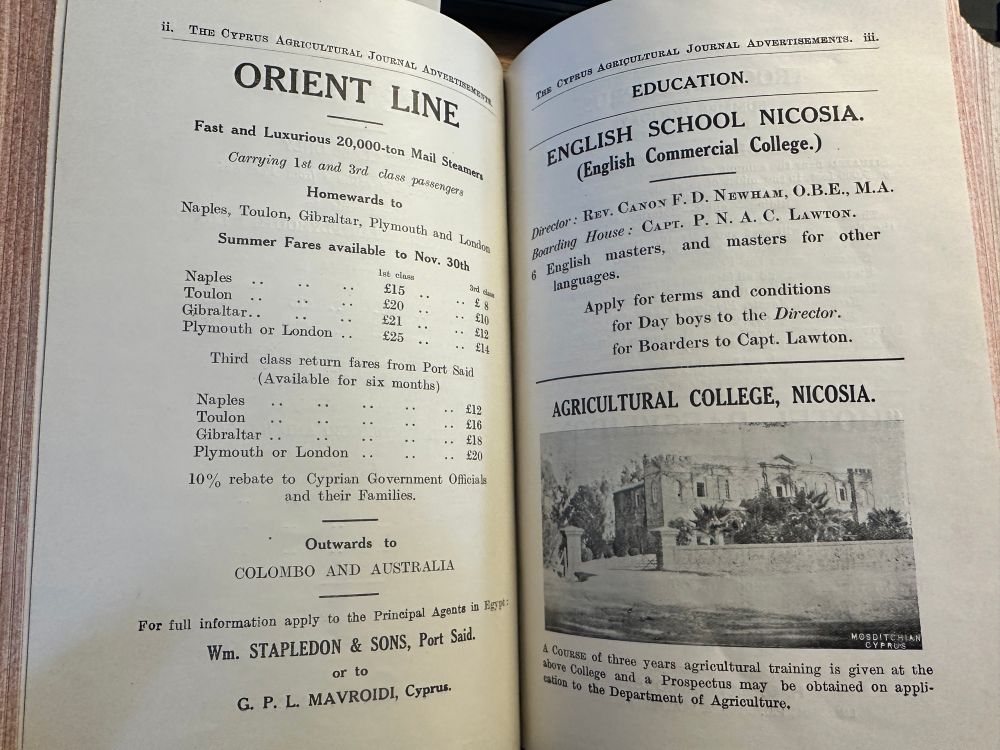 ii. THE CYPRUS AGRICULTURAL JOURNAL ADVERTISEMENTS.
ORIENT LINE
Fast and Luxurious 20,000-ton Mail Steamers
Carrying 1st and 3rd class passengers
Homewards to
Naples, Toulon, Gibraltar, Plymouth and London
Summer Fares available to Nov. 30th
1st class 3rd class
Naples .. .. .. £15 .. .. £ 8
Toulon .. .. .. £20 .. .. £10
Gibraltar.. .. .. £21 .. .. £12
Plymouth or London .. £25 .. .. £14
Third class return fares from Port Said
(Available for six months)
Naples .. .. .. .. .. £12
Toulon .. .. .. .. .. £16
Gibraltar .. .. .. .. .. £18
Plymouth or London .. .. .. £20
10% rebate to Cyprian Government Officials
and their Families.
Outwards to
COLOMBO AND AUSTRALIA
For full information apply to the Principal Agents in Egypt:
Wm. STAPLEDON & SONS, Port Said.
or to
G. P. L. MAVROIDI, Cyprus.
THE CYPRUS AGRICULTURAL JOURNAL ADVERTISEMENTS. iii.
EDUCATION.
ENGLISH SCHOOL NICOSIA.
(English Commercial College.)
Director: REV. CANON F. D. NEWHAM, O.B.E., M.A.
Boarding House: CAPT. P. N. A. C. LAWTON.
6 English masters, and masters for other
languages.
Apply for terms and conditions
for Day boys to the Director.
for Boarders to Capt. Lawton.
AGRICULTURAL COLLEGE, NICOSIA.
MOSDITCHIAN
CYPRUS
A COURSE of three years agricultural training is given at the
above College and a Prospectus may be obtained on appli-
cation to the Department of Agriculture.